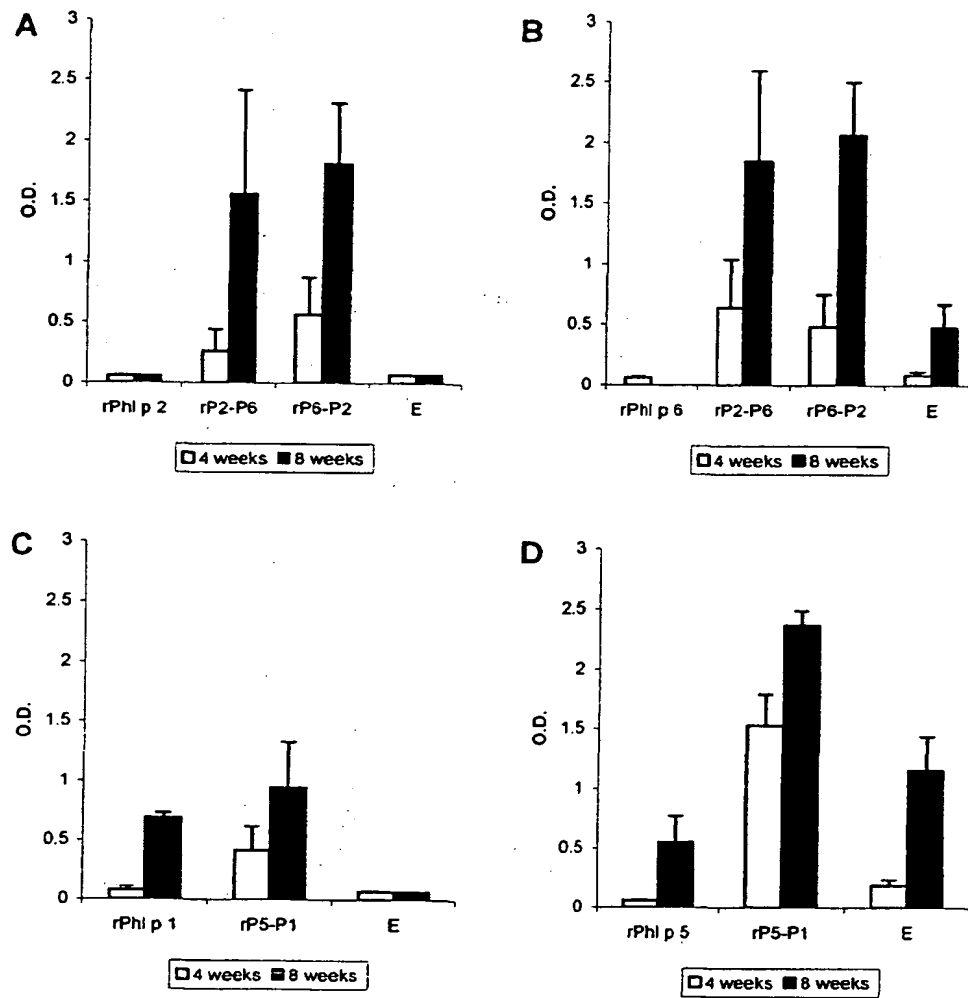 A
3
2.5
2
1.5
1
0.5
0
O.D.
rPhl p 2 rP2-P6 rP6-P2 E
4 weeks 8 weeks
B
3
2.5
2
1.5
1
0.5
0
O.D.
rPhl p 6 rP2-P6 rP6-P2 E
4 weeks 8 weeks
C
3
2.5
2
1.5
1
0.5
0
O.D.
rPhl p 1 rP5-P1 E
4 weeks 8 weeks
D
3
2.5
2
1.5
1
0.5
0
O.D.
rPhl p 5 rP5-P1 E
4 weeks 8 weeks